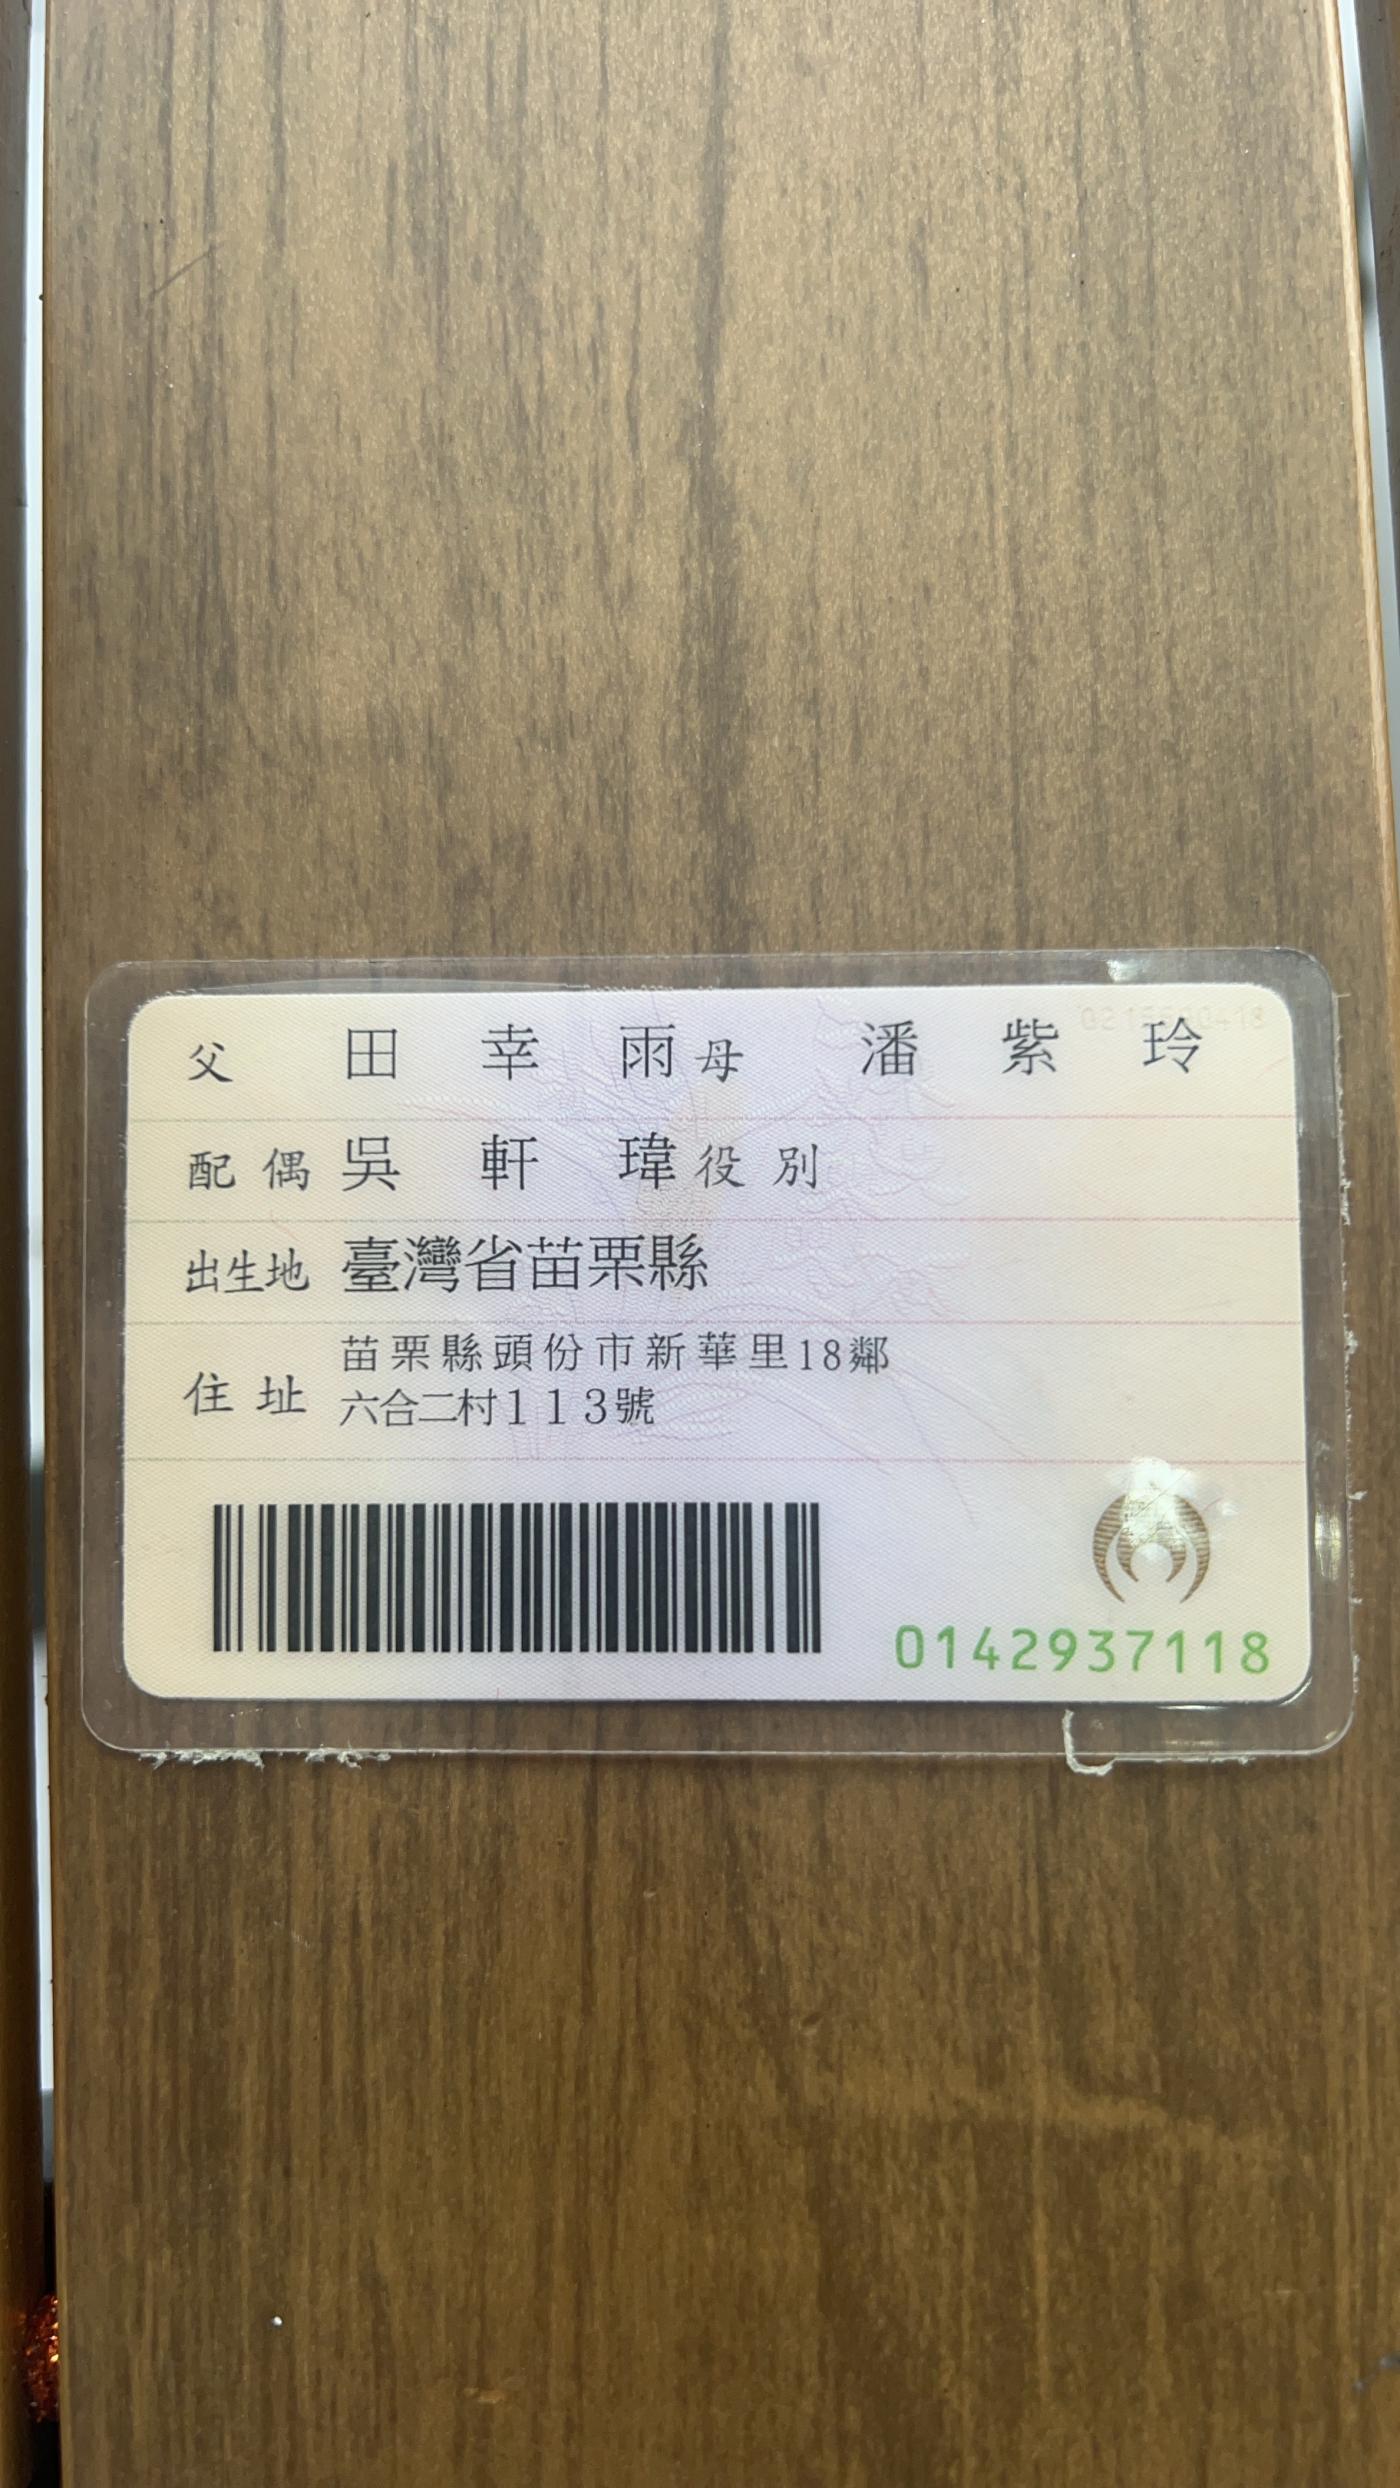 父 田幸雨 母 潘紫玲
配偶 吳軒瑋 役別
出生地 臺灣省苗栗縣
住址 苗栗縣頭份市新華里18鄰
六合二村113號
0142937118